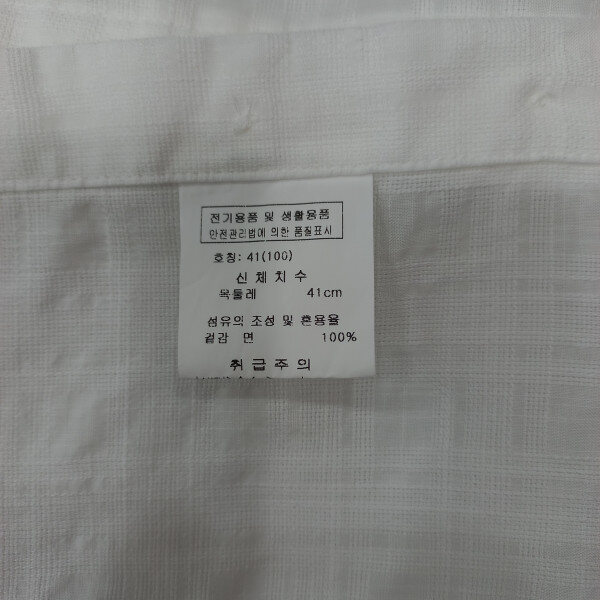 전기용품 및 생활용품
안전관리법에 의한 품질표시
호칭: 41(100)
신체치수
목둘레 41cm
섬유의 조성 및 혼용율
겉감 면 100%
취급주의